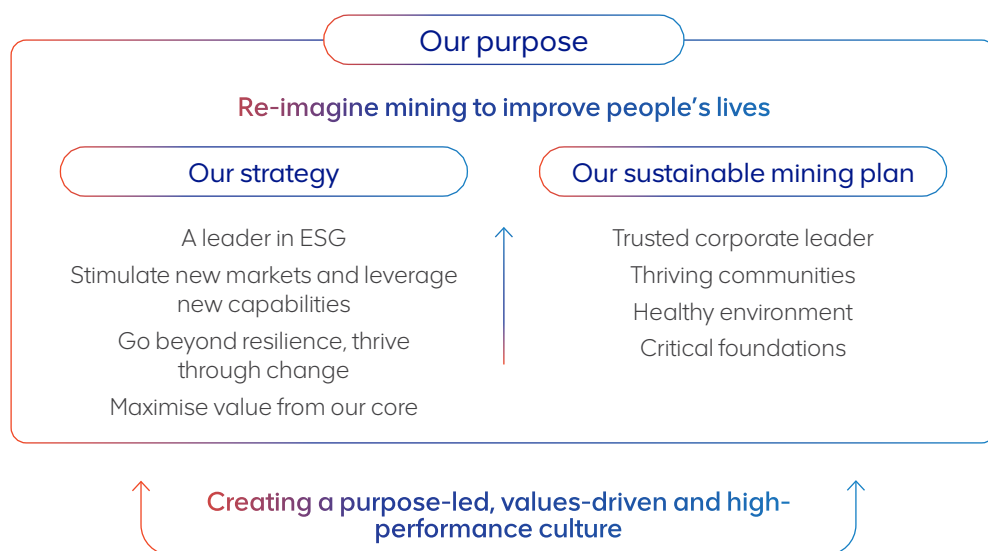 Our purpose
Re-imagine mining to improve people’s lives
Our strategy
A leader in ESG
Stimulate new markets and leverage
new capabilities
Go beyond resilience, thrive
through change
Maximise value from our core
Our sustainable mining plan
Trusted corporate leader
Thriving communities
Healthy environment
Critical foundations
Creating a purpose-led, values-driven and high-
performance culture